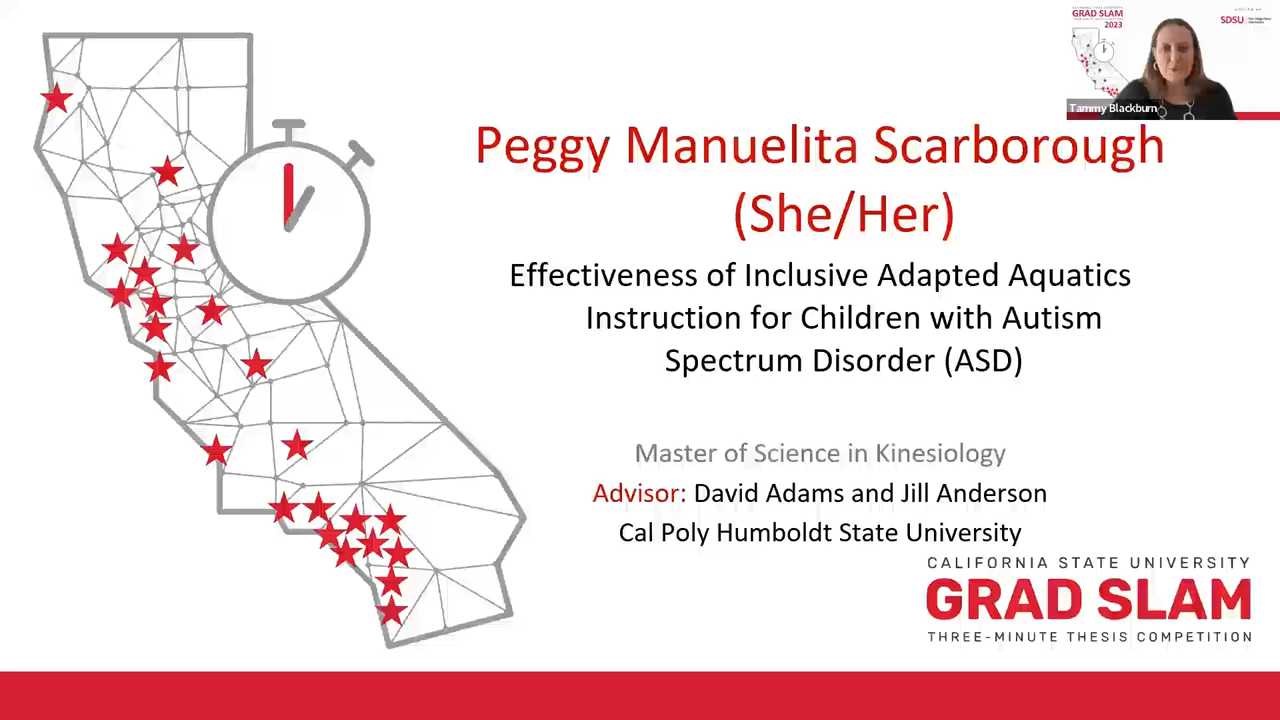 GRAD SLAM
2023
SDSU
Tammy Blackburn
Peggy Manuelita Scarborough
(She/Her)
Effectiveness of Inclusive Adapted Aquatics
Instruction for Children with Autism
Spectrum Disorder (ASD)
Master of Science in Kinesiology
Advisor: David Adams and Jill Anderson
Cal Poly Humboldt State University
CALIFORNIA STATE UNIVERSITY
GRAD SLAM
THREE-MINUTE THESIS COMPETITION